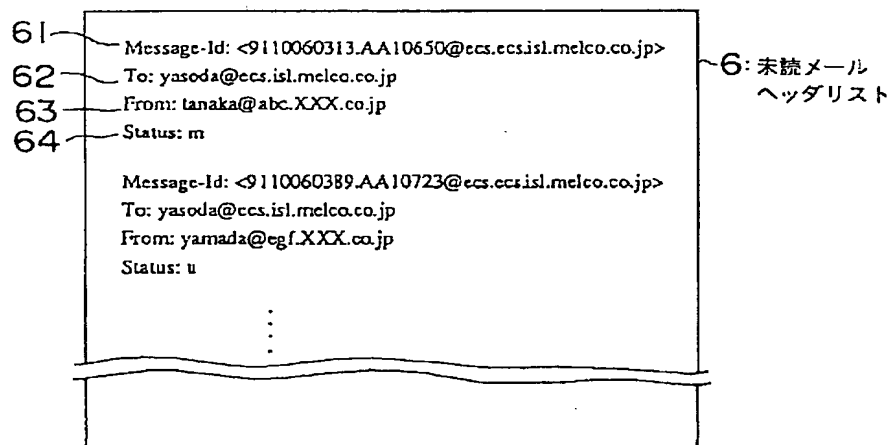 61
Message-Id: <9110060313.AA10650@ecs.ecs.isl.melco.co.jp>
62
To: yasoda@ecs.isl.melco.co.jp
63
From: tanaka@abc.XXX.co.jp
64
Status: m
6: 未読メール
ヘッダリスト
Message-Id: <9110060389.AA10723@ecs.ecs.isl.melco.co.jp>
To: yasoda@ecs.isl.melco.co.jp
From: yamada@egf.XXX.co.jp
Status: u